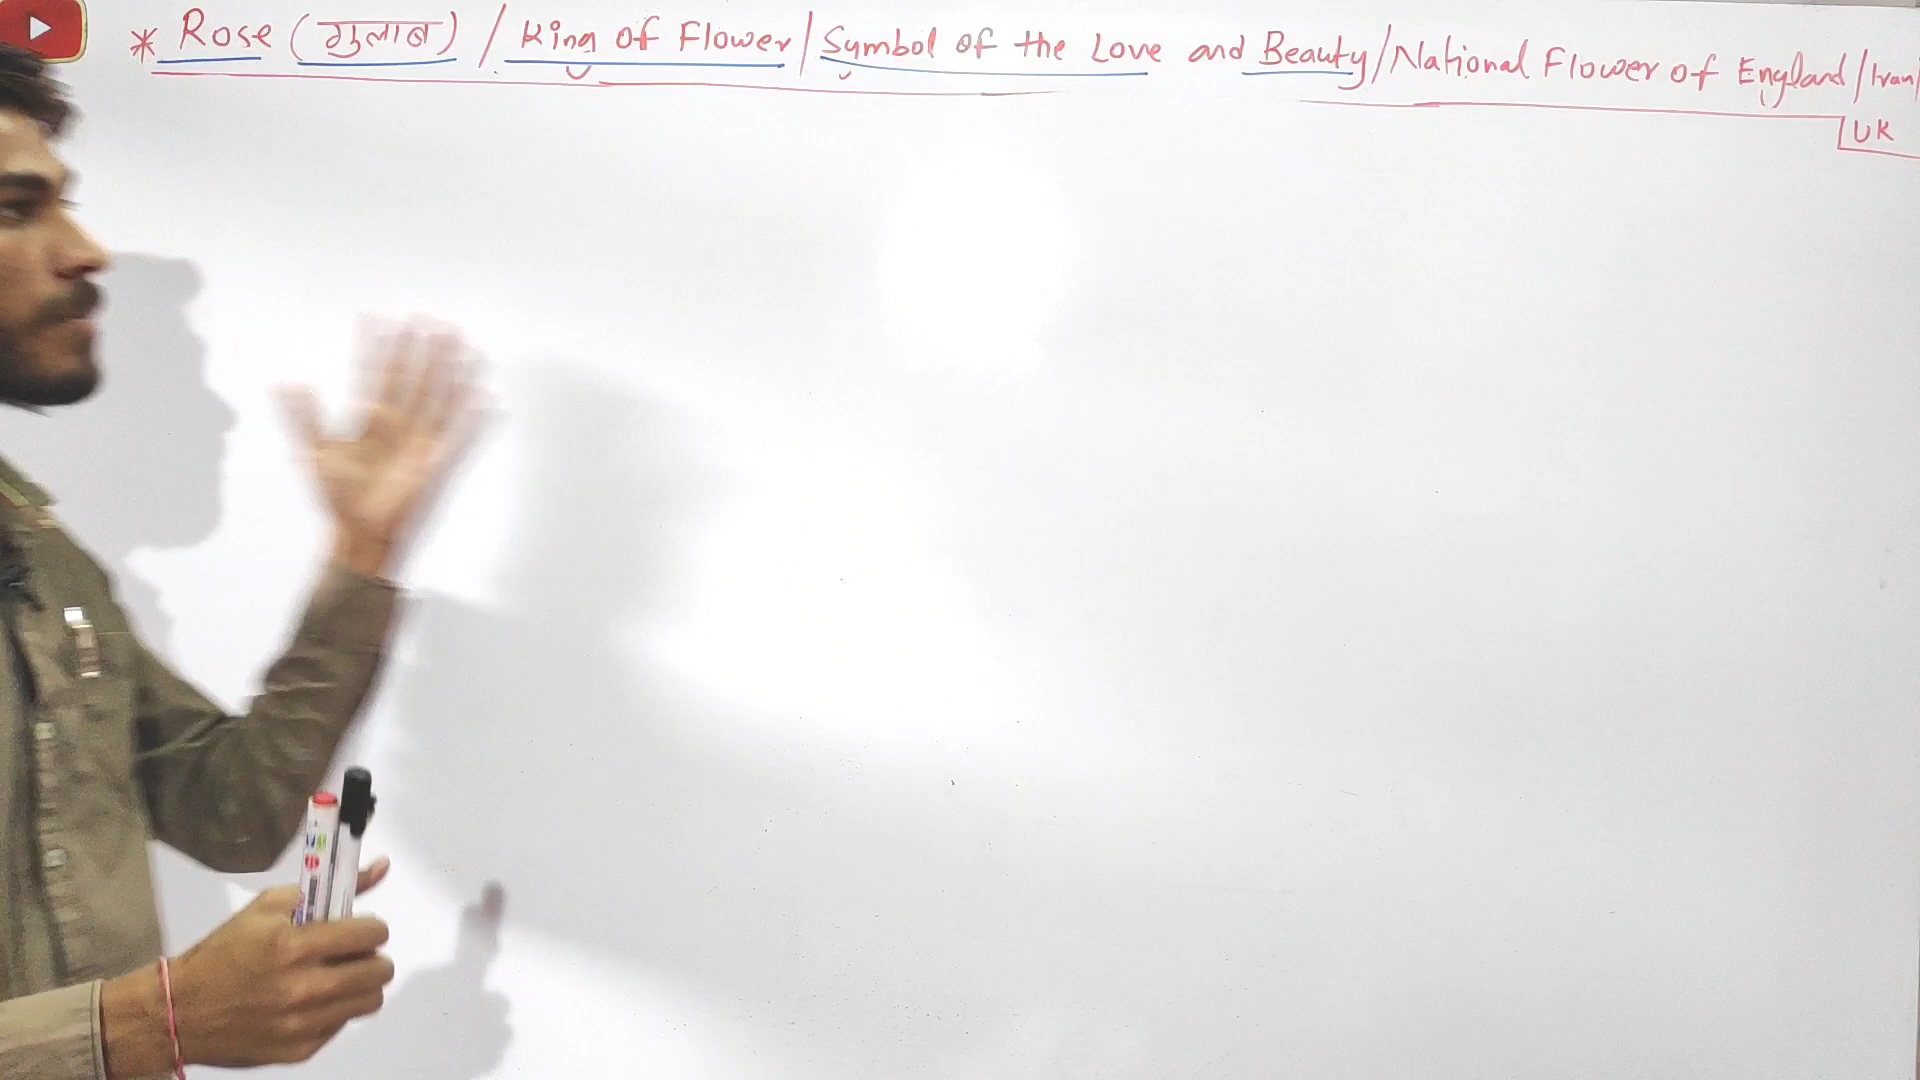 * Rose (गुलाब) / King of Flower / Symbol of the Love and Beauty / National Flower of England / Iran /
UK